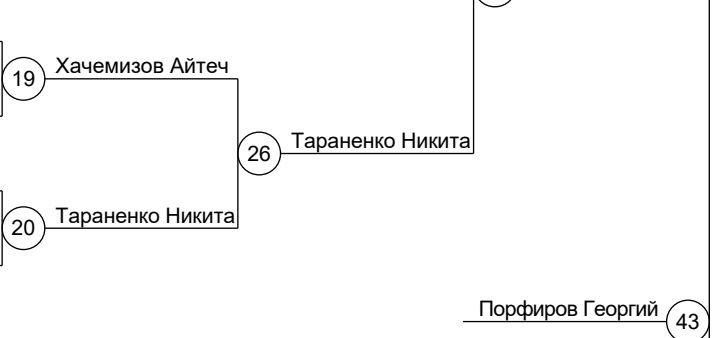 19
Хачемизов Айтеч
26
Тараненко Никита
20
Тараненко Никита
Порфиров Георгий
43